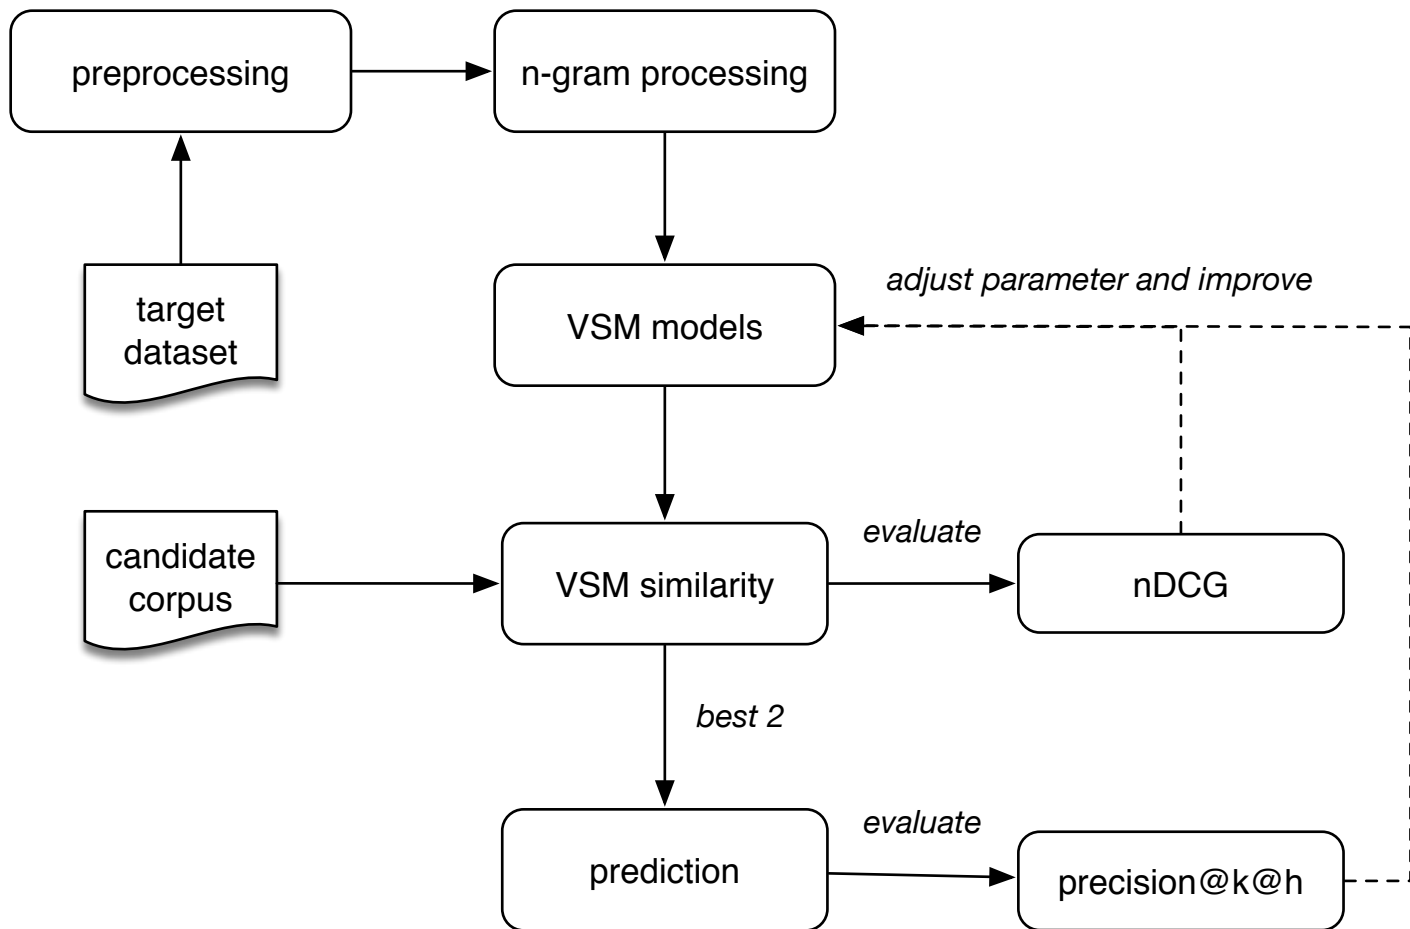 preprocessing
n-gram processing
target
dataset
VSM models
adjust parameter and improve
candidate
corpus
VSM similarity
evaluate
nDCG
best 2
prediction
evaluate
precision@k@h